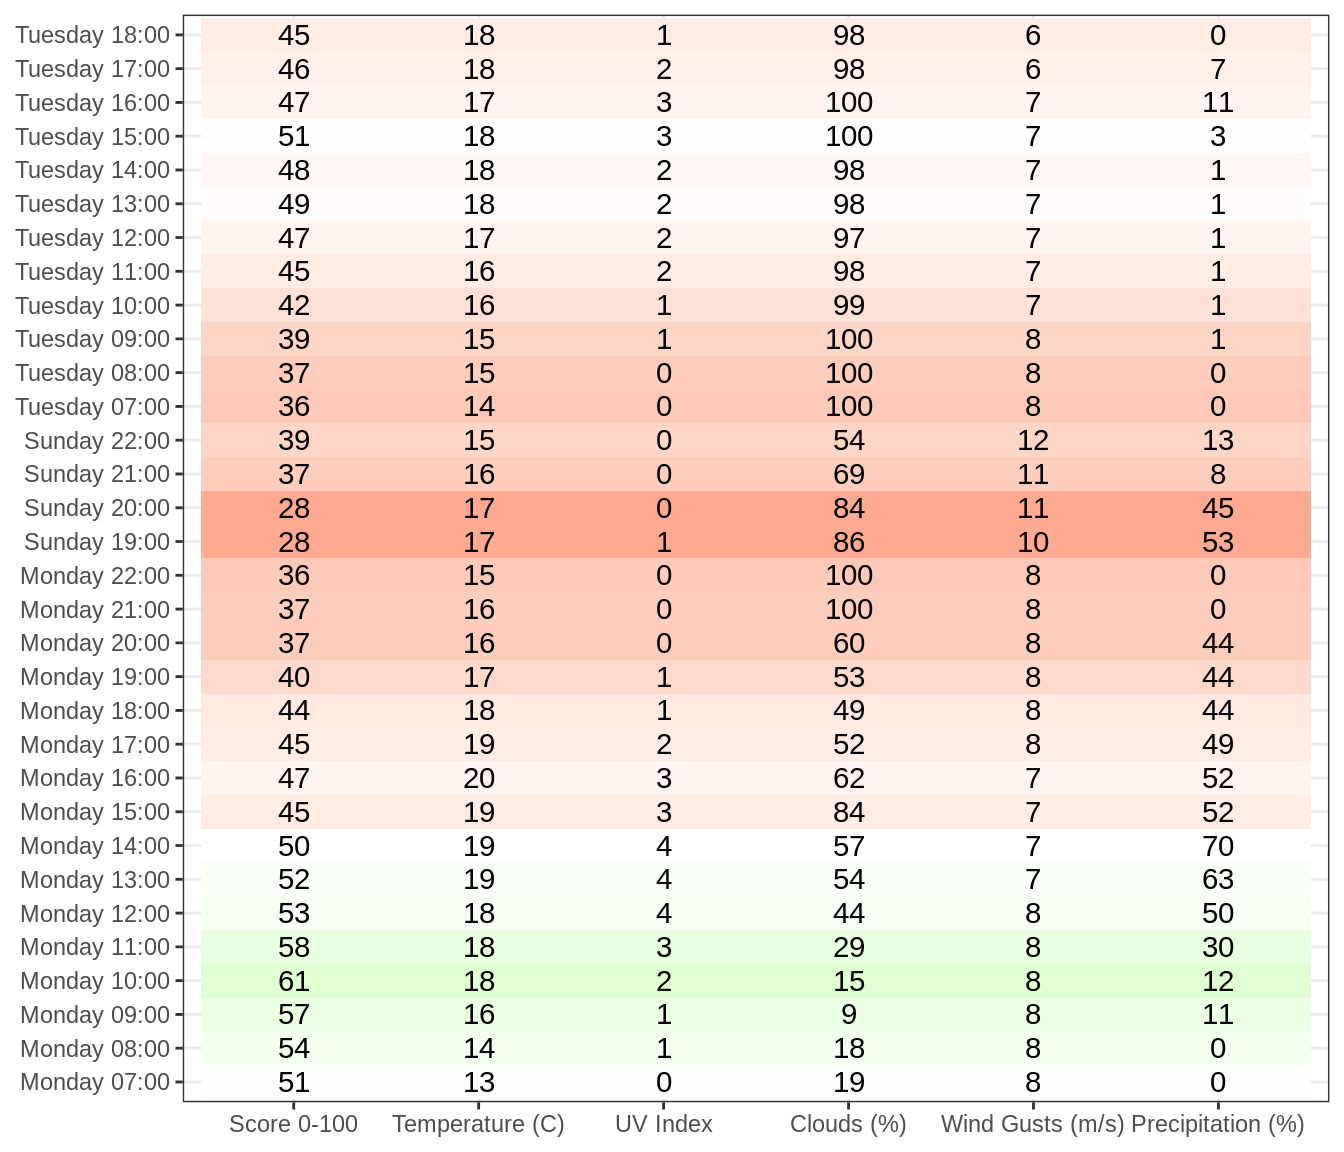 Tuesday 18:00 45 18 1 98 6 0
Tuesday 17:00 46 18 2 98 6 7
Tuesday 16:00 47 17 3 100 7 11
Tuesday 15:00 51 18 3 100 7 3
Tuesday 14:00 48 18 2 98 7 1
Tuesday 13:00 49 18 2 98 7 1
Tuesday 12:00 47 17 2 97 7 1
Tuesday 11:00 45 16 2 98 7 1
Tuesday 10:00 42 16 1 99 7 1
Tuesday 09:00 39 15 1 100 8 1
Tuesday 08:00 37 15 0 100 8 0
Tuesday 07:00 36 14 0 100 8 0
Sunday 22:00 39 15 0 54 12 13
Sunday 21:00 37 16 0 69 11 8
Sunday 20:00 28 17 0 84 11 45
Sunday 19:00 28 17 1 86 10 53
Monday 22:00 36 15 0 100 8 0
Monday 21:00 37 16 0 100 8 0
Monday 20:00 37 16 0 60 8 44
Monday 19:00 40 17 1 53 8 44
Monday 18:00 44 18 1 49 8 44
Monday 17:00 45 19 2 52 8 49
Monday 16:00 47 20 3 62 7 52
Monday 15:00 45 19 3 84 7 52
Monday 14:00 50 19 4 57 7 70
Monday 13:00 52 19 4 54 7 63
Monday 12:00 53 18 4 44 8 50
Monday 11:00 58 18 3 29 8 30
Monday 10:00 61 18 2 15 8 12
Monday 09:00 57 16 1 9 8 11
Monday 08:00 54 14 1 18 8 0
Monday 07:00 51 13 0 19 8 0
Score 0-100 Temperature (C) UV Index Clouds (%) Wind Gusts (m/s) Precipitation (%)